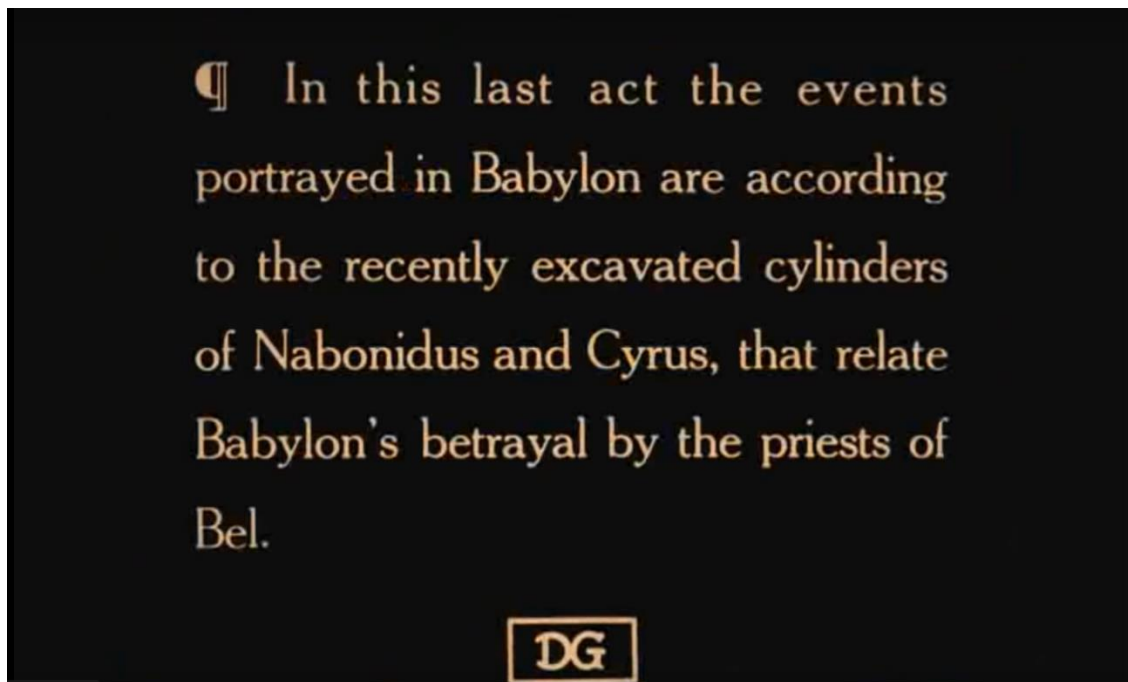 ¶ In this last act the events
portrayed in Babylon are according
to the recently excavated cylinders
of Nabonidus and Cyrus, that relate
Babylon's betrayal by the priests of
Bel.
DG